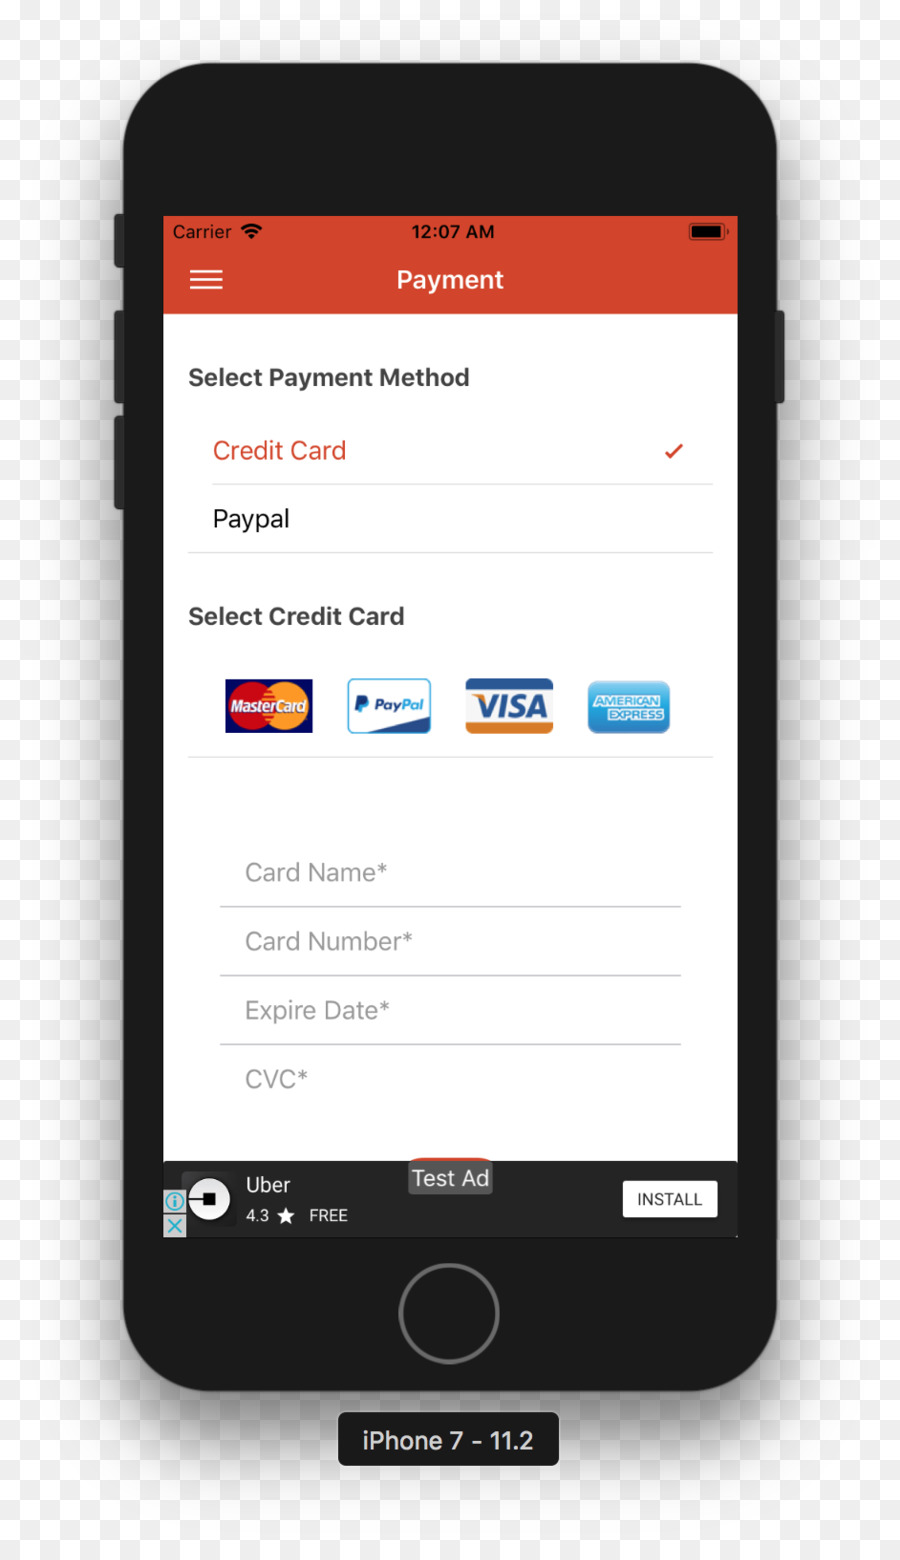 Carrier 12:07 AM
Payment
Select Payment Method
Credit Card
Paypal
Select Credit Card
MasterCard PayPal VISA AMERICAN EXPRESS
Card Name*
Card Number*
Expire Date*
CVC*
Test Ad
Uber
4.3 FREE
INSTALL
iPhone 7 - 11.2